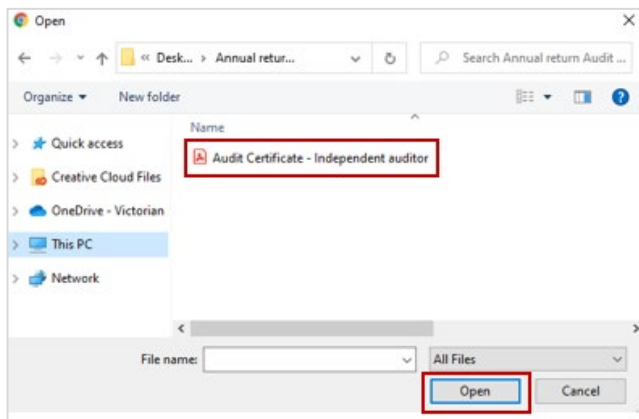 Open
« Desk... › Annual retur...
Search Annual return Audit ...
Organize
New folder
Name
Quick access
Audit Certificate - Independent auditor
Creative Cloud Files
OneDrive - Victorian
This PC
Network
File name:
All Files
Open
Cancel